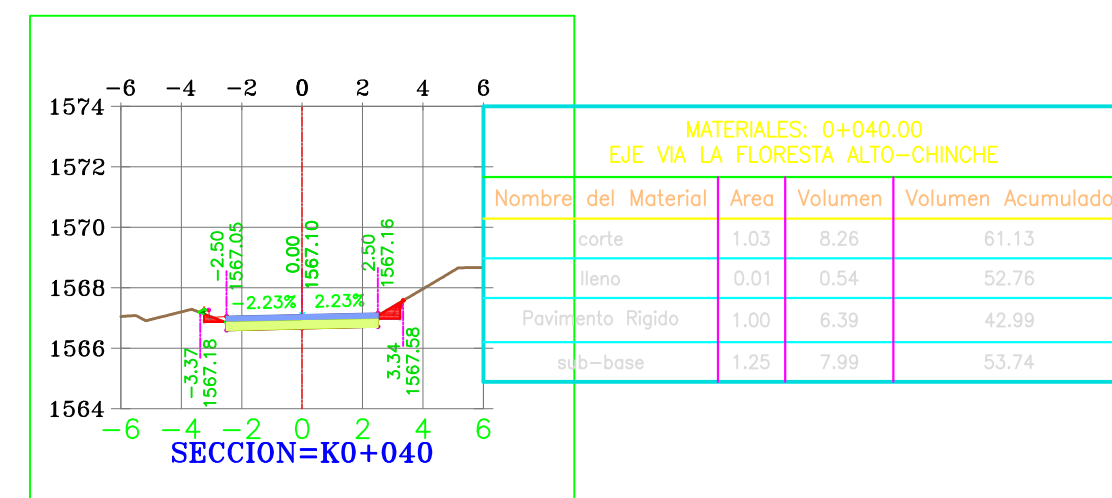 -6 -4 -2 0 2 4 6
1574
1572
1570
1568
1566
1564
-2.50
1567.05
0.00
1567.10
2.50
1567.16
-2.23% 2.23%
-3.37
1567.18
3.34
1567.58
-6 -4 -2 0 2 4 6
SECCION=K0+040
MATERIALES: 0+040.00
EJE VIA LA FLORESTA ALTO-CHINCHE
Nombre del Material Area Volumen Volumen Acumulado
corte 1.03 8.26 61.13
lleno 0.01 0.54 52.76
Pavimento Rigido 1.00 6.39 42.99
sub-base 1.25 7.99 53.74